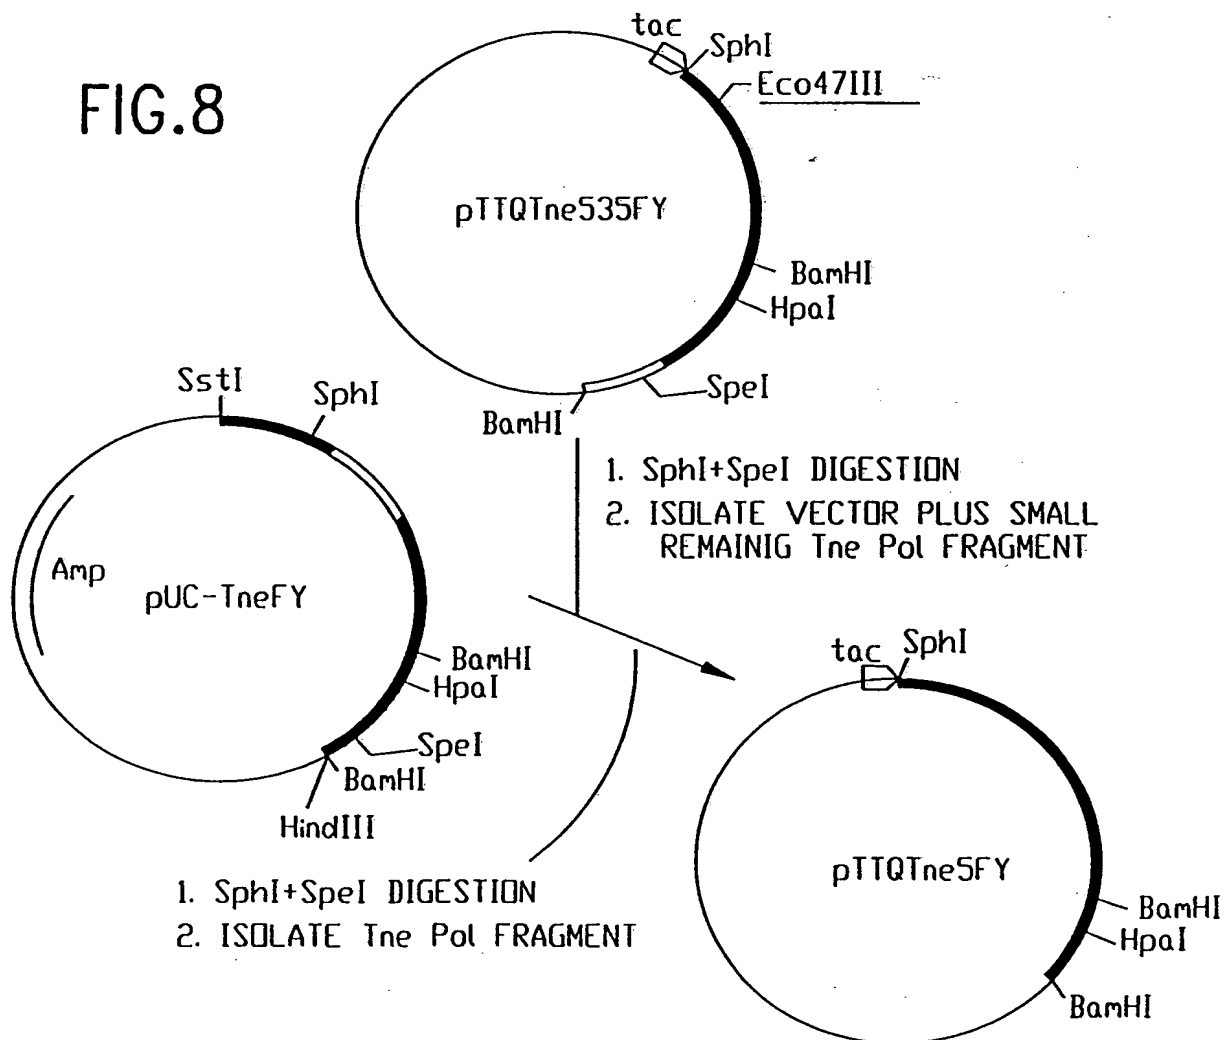 FIG.8
tac
SphI
Eco47III
pTTQTne535FY
BamHI
HpaI
SpeI
BamHI
SstI
SphI
Amp
pUC-TneFY
BamHI
HpaI
SpeI
BamHI
HindIII
1. SphI+SpeI DIGESTION
2. ISOLATE VECTOR PLUS SMALL
REMAINIG Tne Pol FRAGMENT
1. SphI+SpeI DIGESTION
2. ISOLATE Tne Pol FRAGMENT
tac
SphI
pTTQTne5FY
BamHI
HpaI
BamHI